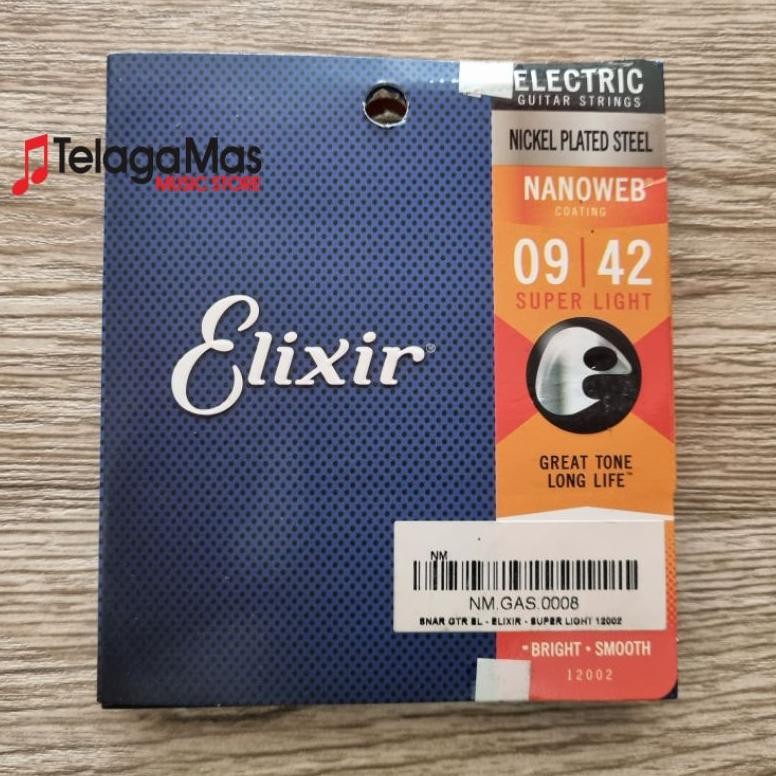 TelagaMas
MUSIC STORE
Elixir®
ELECTRIC
GUITAR STRINGS
NICKEL PLATED STEEL
NANOWEB®
COATING
09|42
SUPER LIGHT
GREAT TONE
LONG LIFE™
NM
NM.GAS.0008
SNAR GTR EL - ELIXIR - SUPER LIGHT 12002
• BRIGHT • SMOOTH
12002